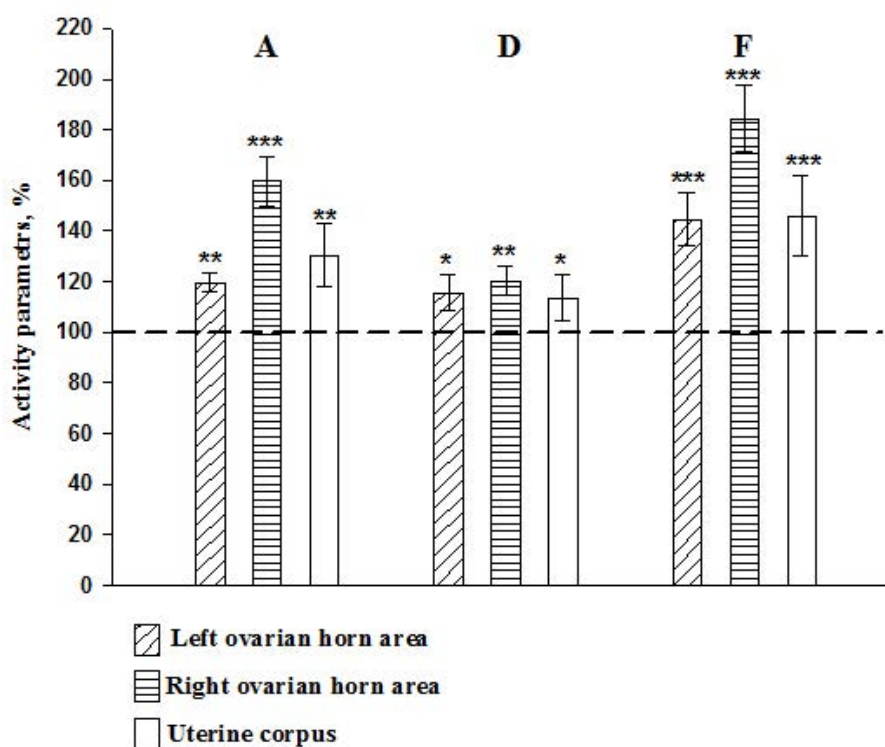 220
200
180
160
140
120
100
80
60
40
20
0
Activity parametrs, %
A D F
** *** **
* ** *
*** *** ***
Left ovarian horn area
Right ovarian horn area
Uterine corpus